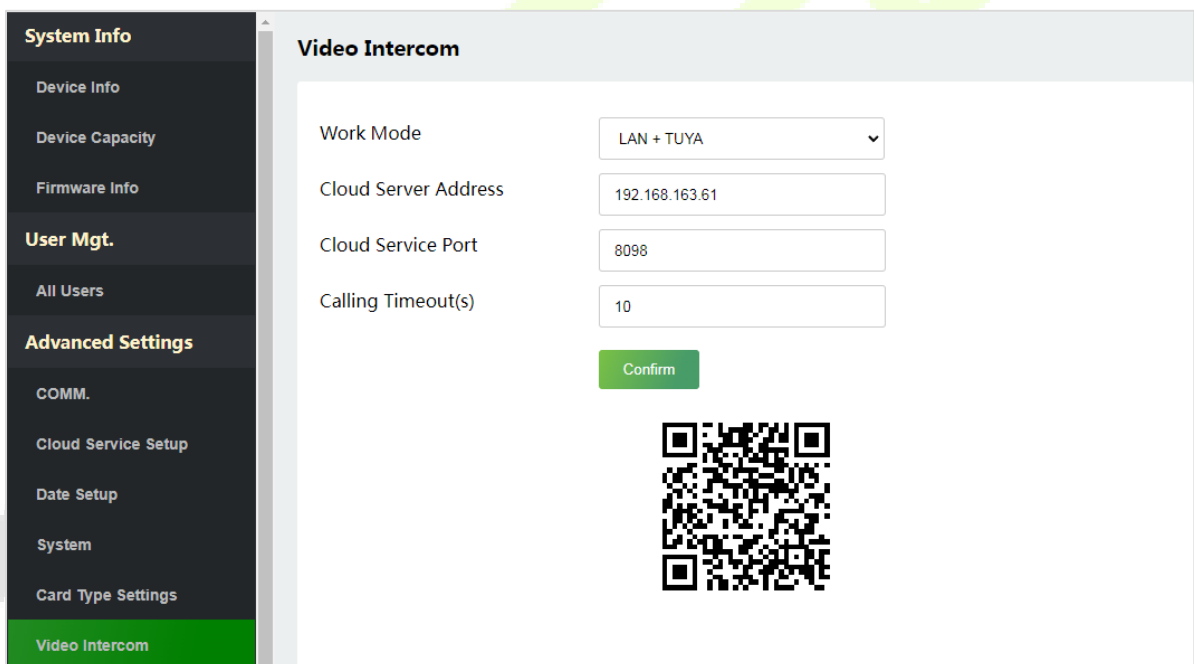 System Info
Device Info
Device Capacity
Firmware Info
User Mgt.
All Users
Advanced Settings
COMM.
Cloud Service Setup
Date Setup
System
Card Type Settings
Video Intercom
Video Intercom
Work Mode
LAN + TUYA
Cloud Server Address
192.168.163.61
Cloud Service Port
8098
Calling Timeout(s)
10
Confirm